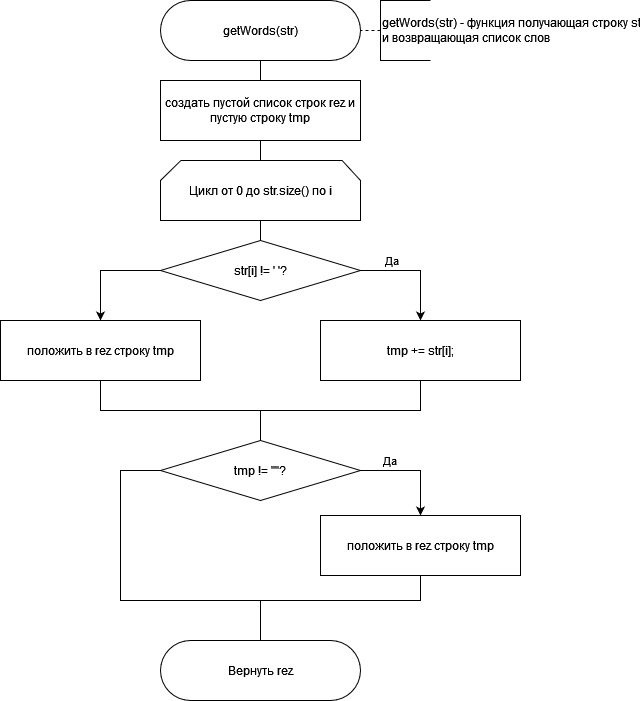 getWords(str)
getWords(str) - функция получающая строку st
и возвращающая список слов
создать пустой список строк rez и
пустую строку tmp
Цикл от 0 до str.size() по i
str[i] != ' '?
Да
положить в rez строку tmp
tmp += str[i];
tmp != ""?
Да
положить в rez строку tmp
Вернуть rez